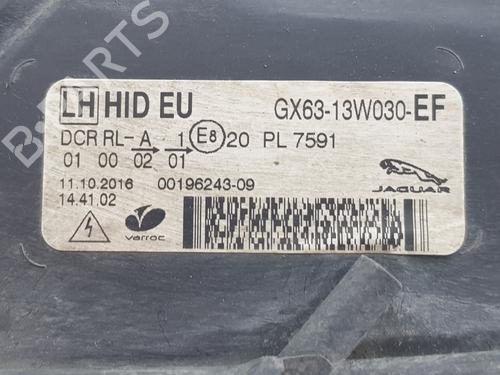 LH HID EU GX63-13W030-EF
DCR RL-A 1 E8 20 PL 7591
01 00 02 01
11.10.2016 00196243-09
14.41.02
JAGUAR
varroc
B-PARTS